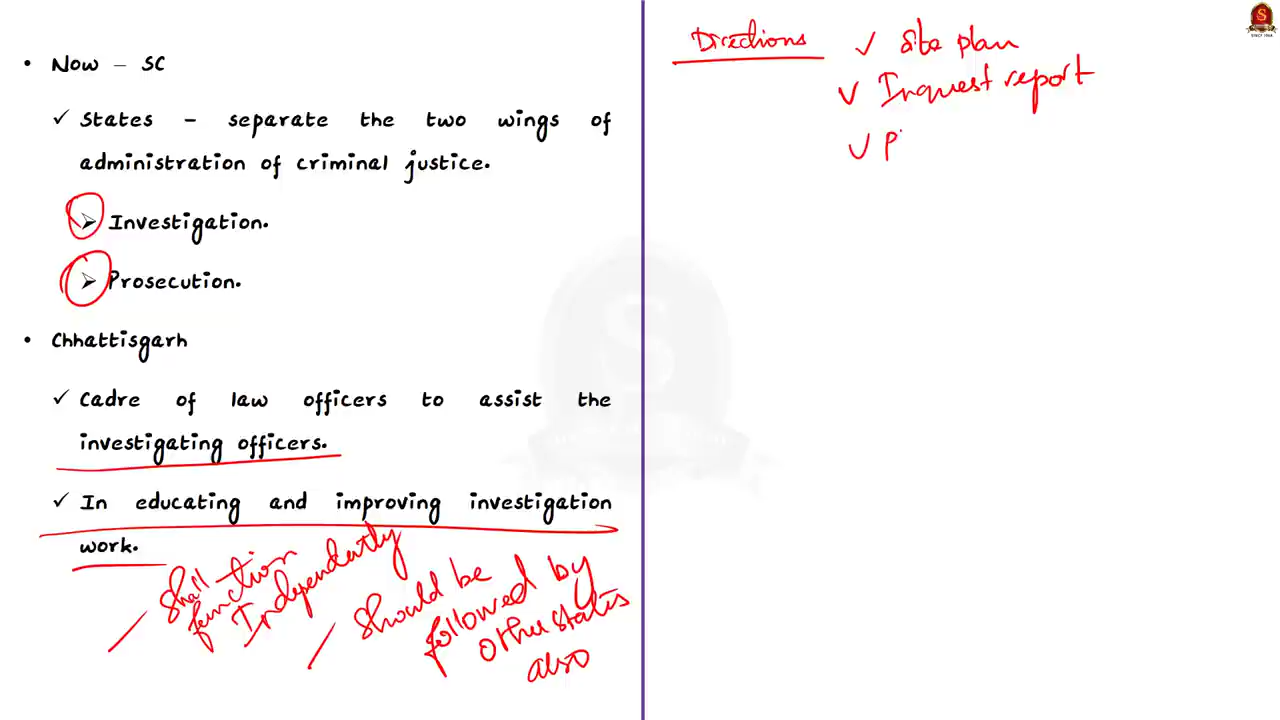 • Now – SC
✓ States – separate the two wings of
administration of criminal justice.
➢ Investigation.
➢ Prosecution.
• Chhattisgarh
✓ Cadre of law officers to assist the
investigating officers.
✓ In educating and improving investigation
work.
shall
function
Independently
should be
followed by
other states
also
Directions
✓ site plan
✓ Inquest report
✓ P
S
SINCE 1984